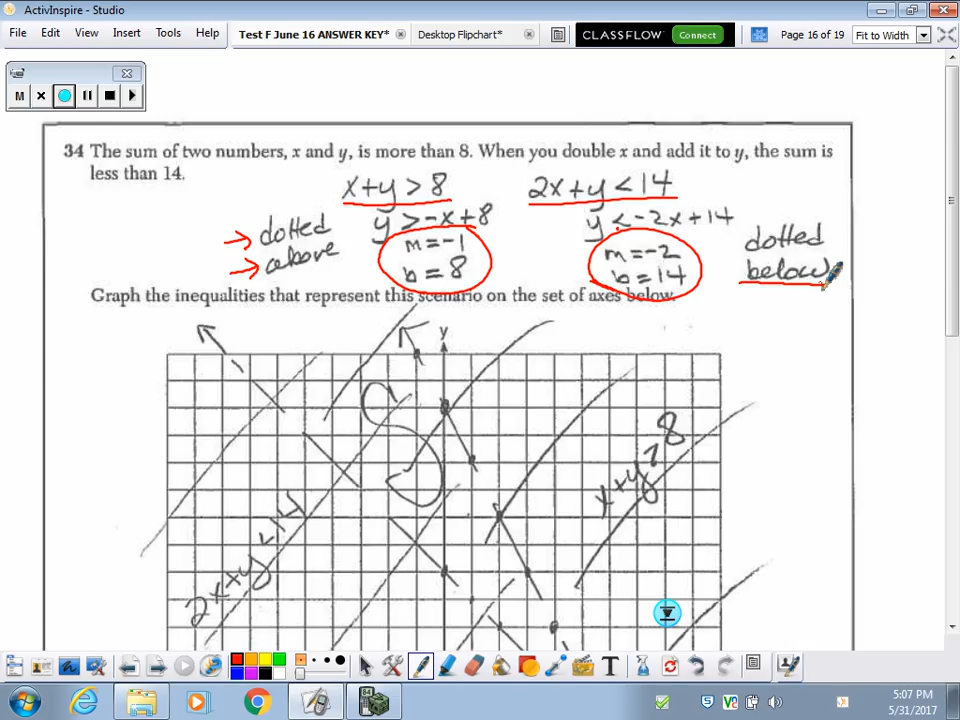 ActivInspire - Studio
File Edit View Insert Tools Help
Test F June 16 ANSWER KEY*
Desktop Flipchart*
CLASSFLOW Connect
Page 16 of 19
Fit to Width
M
34 The sum of two numbers, x and y, is more than 8. When you double x and add it to y, the sum is
less than 14.
x+y > 8
2x+y < 14
dotted
above
y > -x+8
m = -1
b = 8
y < -2x+14
m = -2
b = 14
dotted
below
Graph the inequalities that represent this scenario on the set of axes below.
y
S
x+y > 8
2x+y < 14
T
5:07 PM
5/31/2017